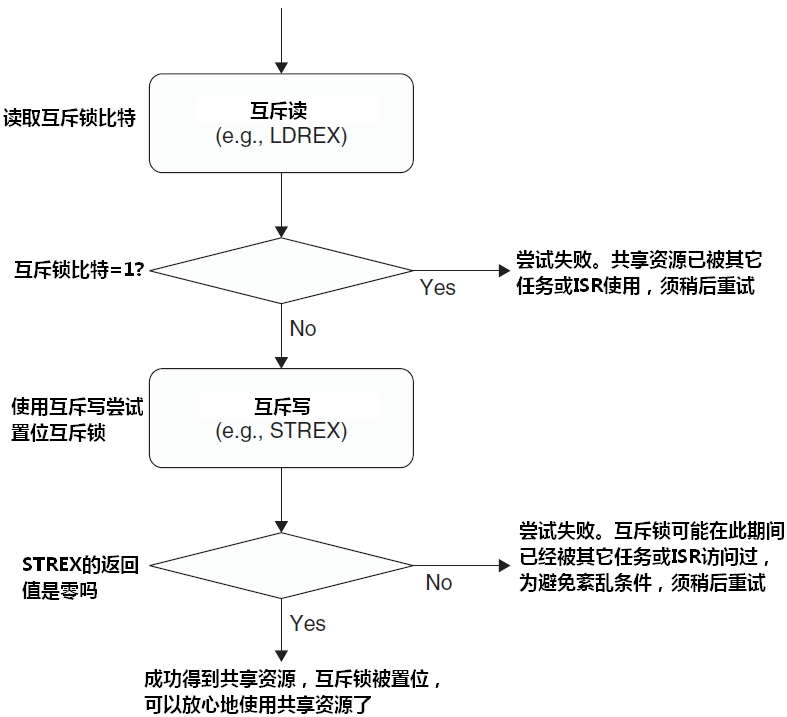 读取互斥锁比特
互斥读
(e.g., LDREX)
互斥锁比特=1?
Yes
尝试失败。共享资源已被其它
任务或ISR使用，须稍后重试
No
使用互斥写尝试
置位互斥锁
互斥写
(e.g., STREX)
STREX的返回
值是零吗
No
尝试失败。互斥锁可能在此期间
已经被其它任务或ISR访问过，
为避免紊乱条件，须稍后重试
Yes
成功得到共享资源，互斥锁被置位，
可以放心地使用共享资源了